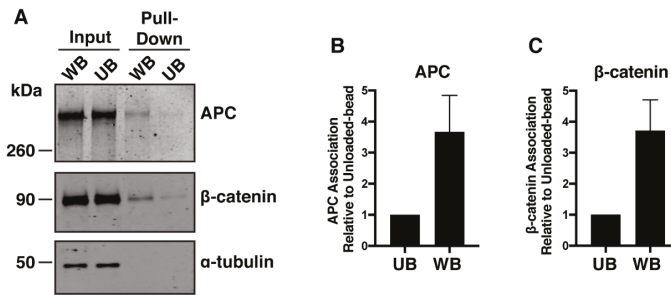 A
Input
Pull-
Down
WB
UB
WB
UB
kDa
APC
260
90
β-catenin
50
α-tubulin
B
APC
APC Association
Relative to Unloaded-bead
5
4
3
2
1
0
UB WB
C
β-catenin
β-catenin Association
Relative to Unloaded-bead
5
4
3
2
1
0
UB WB